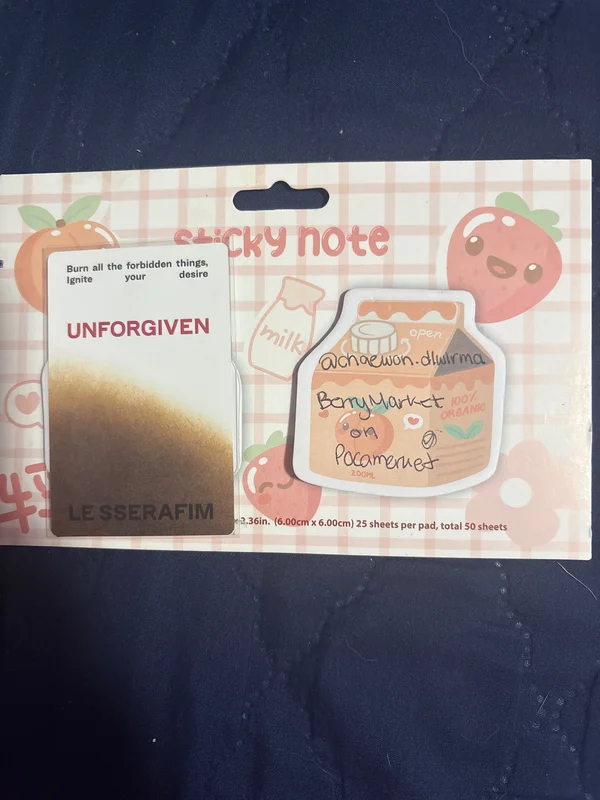 sticky note
Burn all the forbidden things,
Ignite your desire
UNFORGIVEN
LE SSERAFIM
milk
open
@chaewon.dlwlrma
BerryMarket
on
Pocamarket
100%
ORGANIC
200ML
3.36in. (6.00cm x 6.00cm) 25 sheets per pad, total 50 sheets